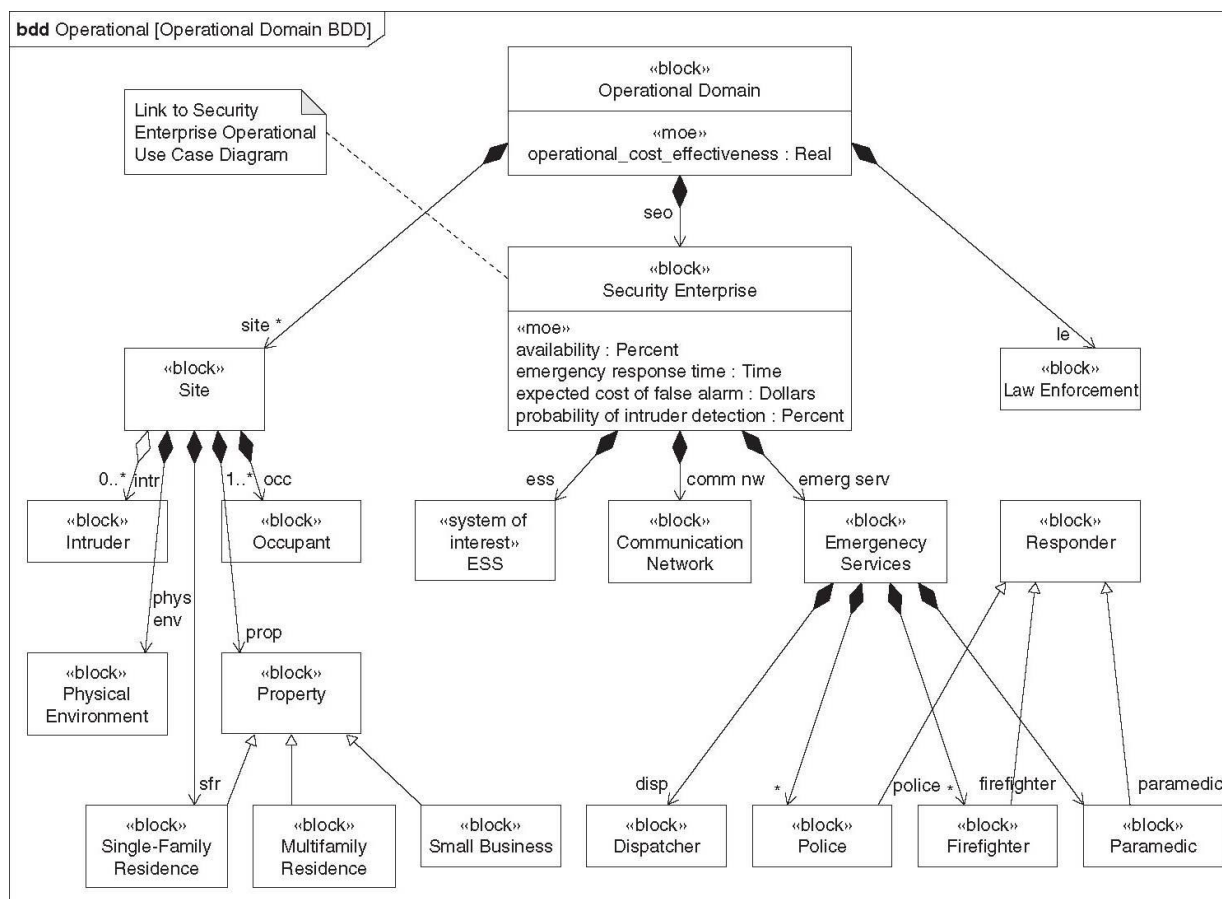 bdd Operational [Operational Domain BDD]
«block»
Operational Domain
«moe»
operational_cost_effectiveness : Real
Link to Security
Enterprise Operational
Use Case Diagram
seo
«block»
Security Enterprise
«moe»
availability : Percent
emergency response time : Time
expected cost of false alarm : Dollars
probability of intruder detection : Percent
site *
le
«block»
Site
«block»
Law Enforcement
0..* intr
1..* occ
ess
comm nw
emerg serv
«block»
Intruder
«block»
Occupant
«system of
interest»
ESS
«block»
Communication
Network
«block»
Emergenecy
Services
«block»
Responder
phys
env
prop
«block»
Physical
Environment
«block»
Property
sfr
disp
*
police
*
firefighter
paramedic
«block»
Single-Family
Residence
«block»
Multifamily
Residence
«block»
Small Business
«block»
Dispatcher
«block»
Police
«block»
Firefighter
«block»
Paramedic